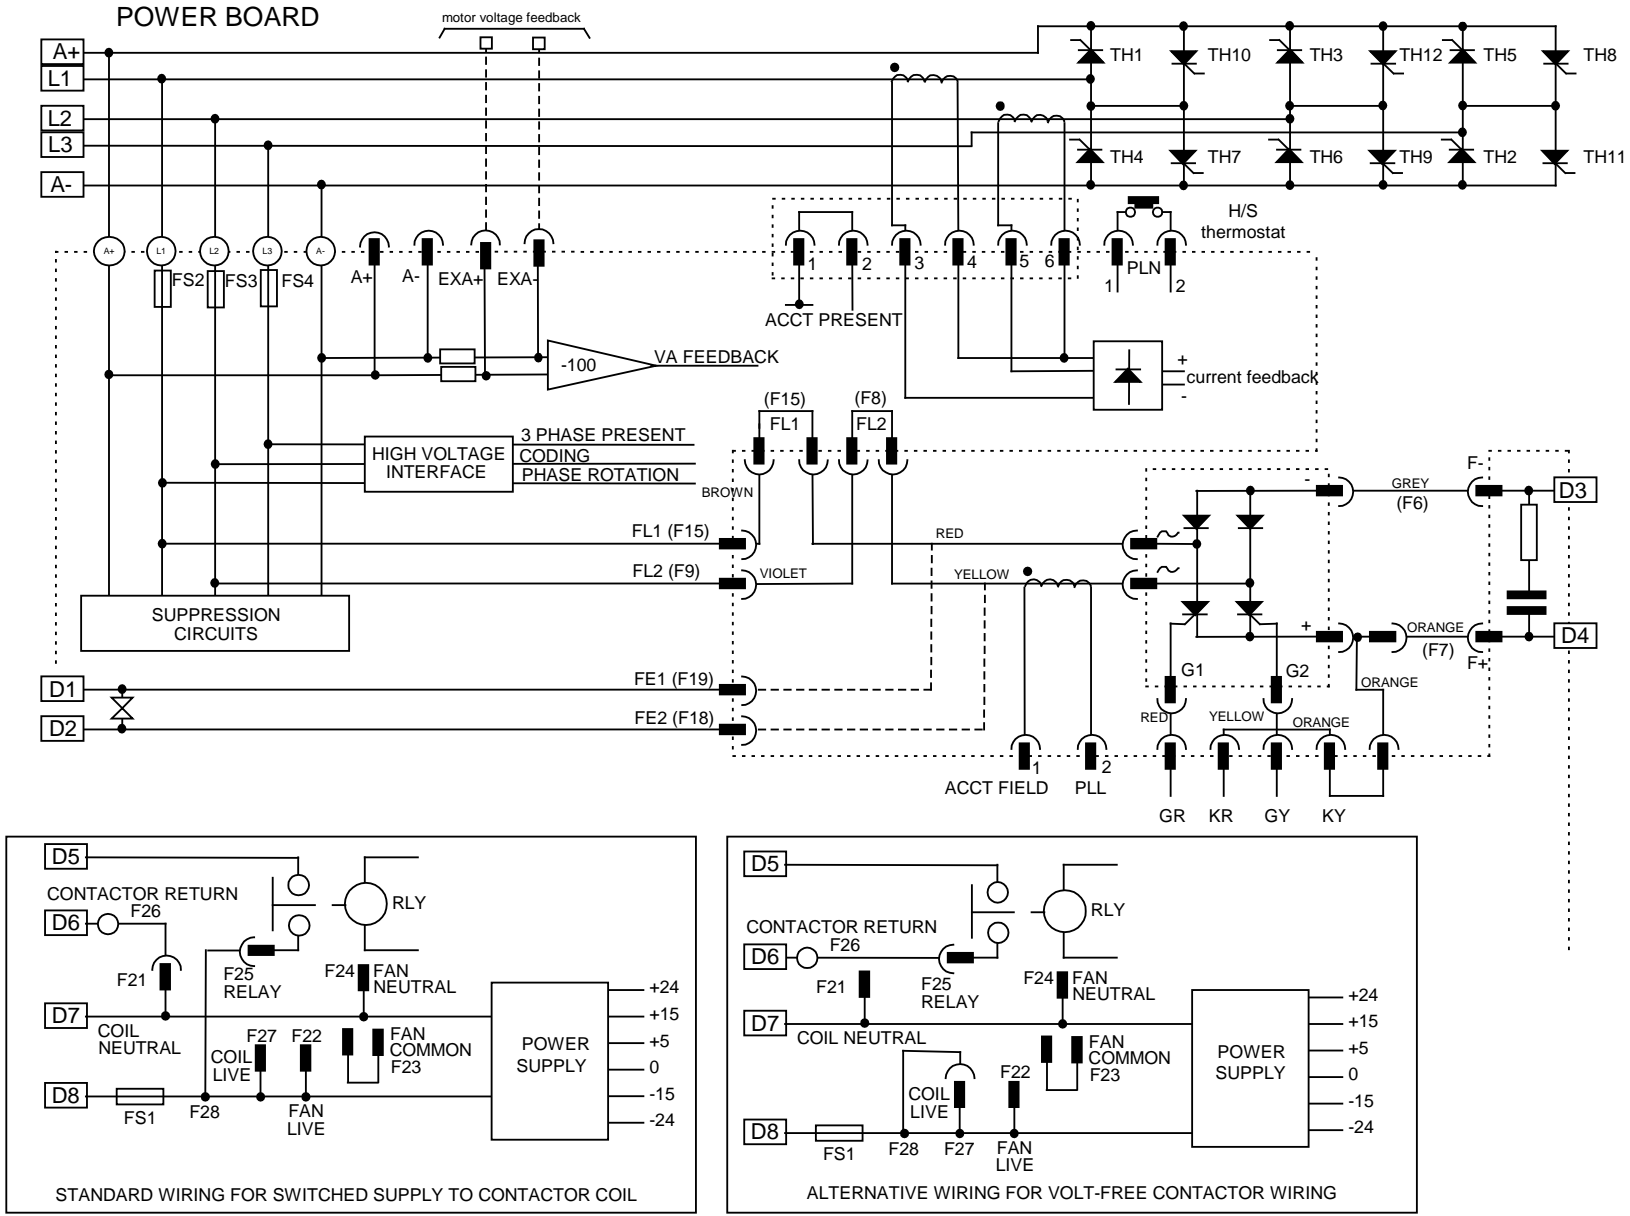 POWER BOARD
motor voltage feedback
A+
L1
L2
L3
A-
TH1
TH10
TH3
TH12
TH5
TH8
TH4
TH7
TH6
TH9
TH2
TH11
H/S
thermostat
A+
L1
L2
L3
A-
FS2
FS3
FS4
A+
A-
EXA+
EXA-
1
2
3
4
5
6
PLN
1
2
ACCT PRESENT
-100
VA FEEDBACK
+
current feedback
-
(F15)
FL1
(F8)
FL2
HIGH VOLTAGE
INTERFACE
3 PHASE PRESENT
CODING
PHASE ROTATION
BROWN
FL1 (F15)
RED
FL2 (F9)
VIOLET
YELLOW
-
GREY
(F6)
F-
D3
SUPPRESSION
CIRCUITS
+
ORANGE
(F7)
F+
D4
D1
FE1 (F19)
G1
G2
ORANGE
D2
FE2 (F18)
RED
YELLOW
ORANGE
1
2
ACCT FIELD
PLL
GR
KR
GY
KY
D5
CONTACTOR RETURN
D6
F26
RLY
F21
F25
RELAY
F24
FAN
NEUTRAL
D7
COIL
NEUTRAL
F27
F22
COIL
LIVE
FAN
COMMON
F23
POWER
SUPPLY
+24
+15
+5
0
-15
-24
D8
FS1
F28
FAN
LIVE
STANDARD WIRING FOR SWITCHED SUPPLY TO CONTACTOR COIL
D5
CONTACTOR RETURN
D6
F26
RLY
F21
F25
RELAY
F24
FAN
NEUTRAL
D7
COIL NEUTRAL
FAN
COMMON
F23
F22
COIL
LIVE
POWER
SUPPLY
+24
+15
+5
0
-15
-24
D8
FS1
F28
F27
FAN
LIVE
ALTERNATIVE WIRING FOR VOLT-FREE CONTACTOR WIRING